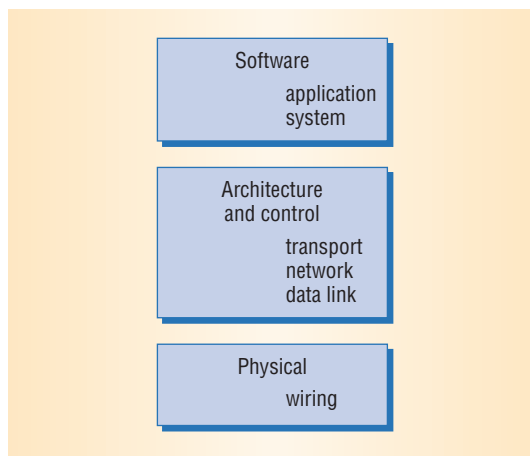 Software
application
system
Architecture
and control
transport
network
data link
Physical
wiring